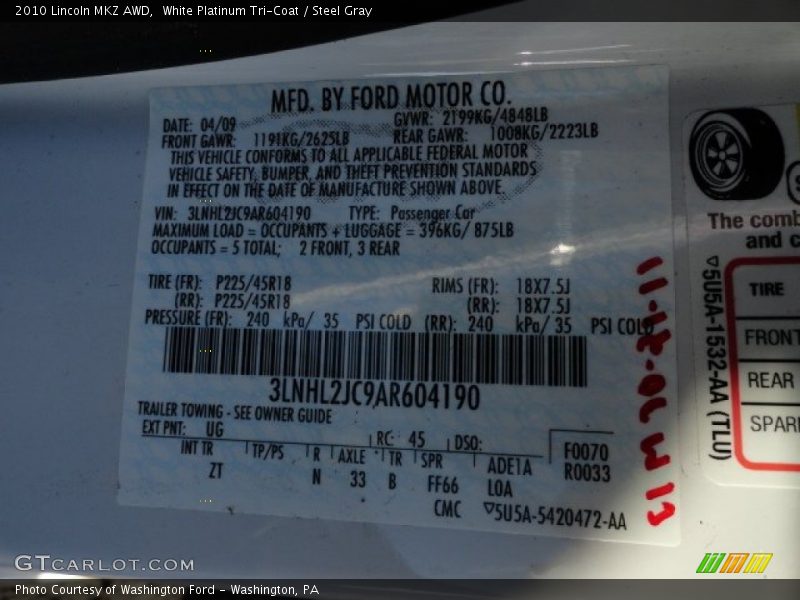 2010 Lincoln MKZ AWD,  White Platinum Tri-Coat / Steel Gray
MFD. BY FORD MOTOR CO.
DATE: 04/09 GVWR: 2199KG/4848LB
FRONT GAWR: 1191KG/2625LB REAR GAWR: 1008KG/2223LB
THIS VEHICLE CONFORMS TO ALL APPLICABLE FEDERAL MOTOR
VEHICLE SAFETY, BUMPER, AND THEFT PREVENTION STANDARDS
IN EFFECT ON THE DATE OF MANUFACTURE SHOWN ABOVE.
VIN: 3LNHL2JC9AR604190 TYPE: Passenger Car
MAXIMUM LOAD = OCCUPANTS + LUGGAGE = 396KG/ 875LB
OCCUPANTS = 5 TOTAL; 2 FRONT, 3 REAR
TIRE (FR): P225/45R18 RIMS (FR): 18X7.5J
(RR): P225/45R18 (RR): 18X7.5J
PRESSURE (FR): 240 kPa/ 35 PSI COLD (RR): 240 kPa/ 35 PSI COLD
3LNHL2JC9AR604190
TRAILER TOWING - SEE OWNER GUIDE
EXT PNT: UG RC: 45 DSO:
INT TR TP/PS R AXLE TR SPR ADE1A F0070
ZT N 33 B FF66 LOA R0033
CMC ▽5U5A-5420472-AA
The comb
and c
▽5U5A-1532-AA (TLU)
TIRE
FRONT
REAR
SPAR
GTCARLOT.COM
Photo Courtesy of Washington Ford - Washington, PA